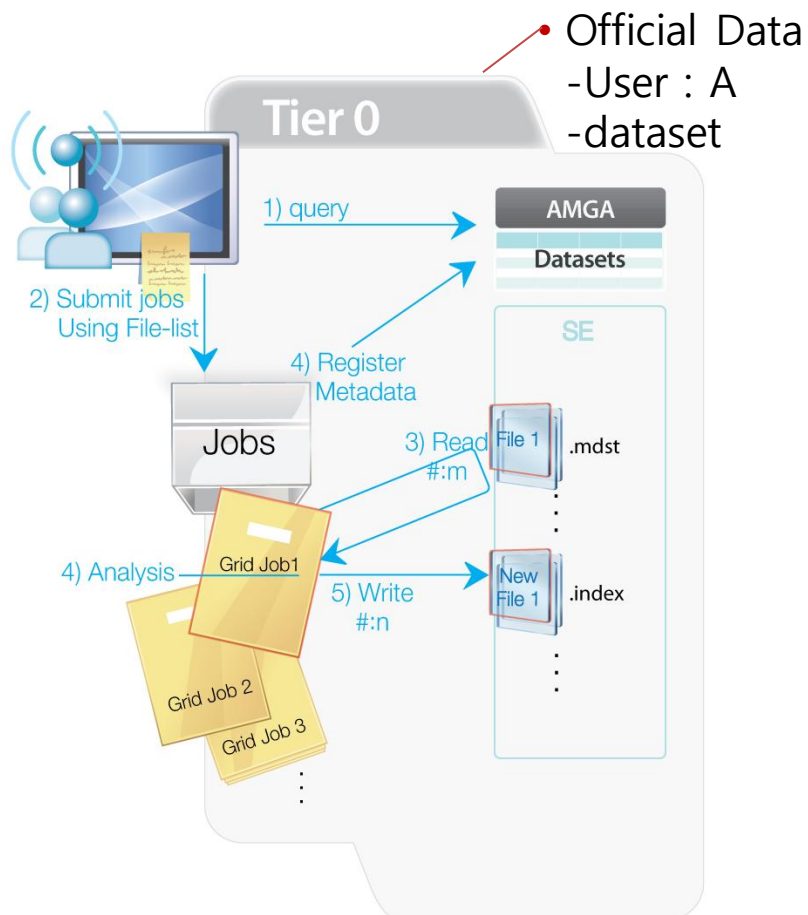 • Official Data
-User : A
-dataset
Tier 0
1) query
AMGA
Datasets
2) Submit jobs
Using File-list
4) Register
Metadata
SE
Jobs
3) Read
#:m
File 1
.mdst
4) Analysis
Grid Job1
5) Write
#:n
New
File 1
.index
Grid Job 2
Grid Job 3